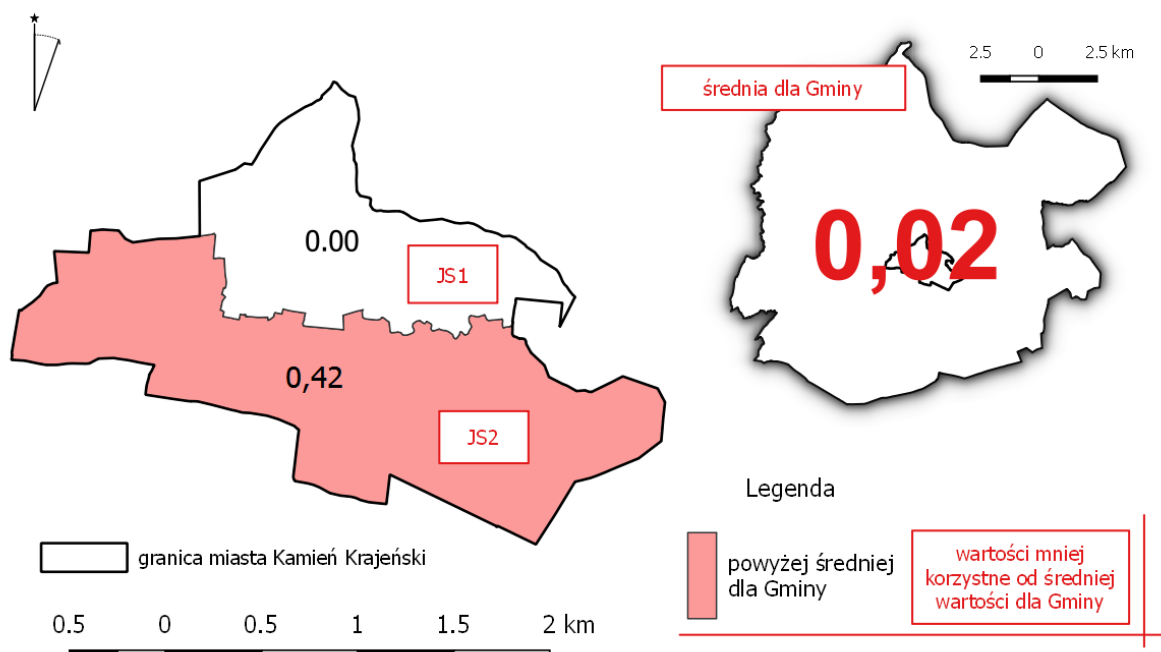 średnia dla Gminy
2.5 0 2.5 km
0.00
JS1
0,02
0,42
JS2
Legenda
granica miasta Kamień Krajeński
powyżej średniej
dla Gminy
wartości mniej
korzystne od średniej
wartości dla Gminy
0.5 0 0.5 1 1.5 2 km